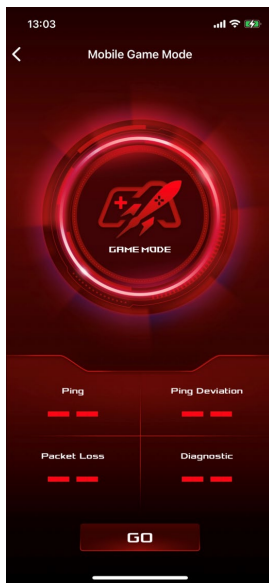 13:03
Mobile Game Mode
GAME MODE
Ping
Ping Deviation
-- --
-- --
Packet Loss
Diagnostic
-- --
-- --
GO